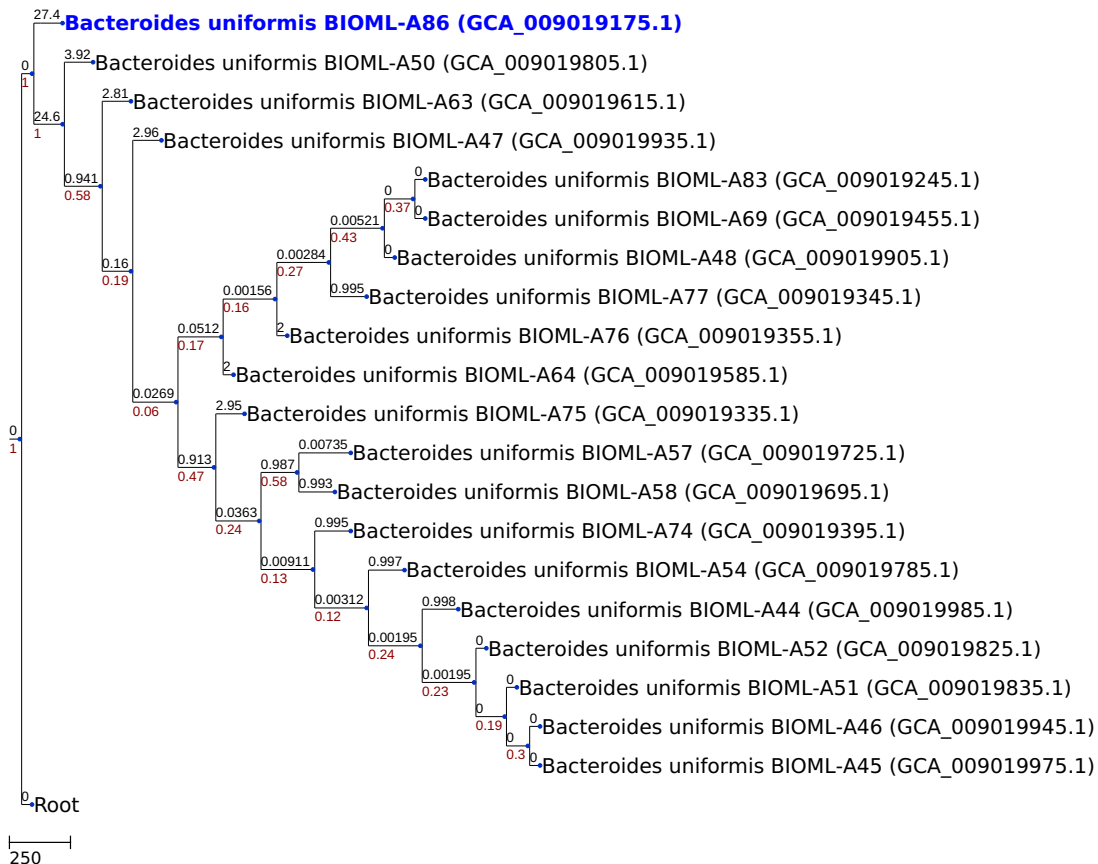 27.4
Bacteroides uniformis BIOML-A86 (GCA_009019175.1)
3.92
Bacteroides uniformis BIOML-A50 (GCA_009019805.1)
0
1
2.81
Bacteroides uniformis BIOML-A63 (GCA_009019615.1)
24.6
1
2.96
Bacteroides uniformis BIOML-A47 (GCA_009019935.1)
0
Bacteroides uniformis BIOML-A83 (GCA_009019245.1)
0.941
0.58
0
0.37
0
Bacteroides uniformis BIOML-A69 (GCA_009019455.1)
0.00521
0.43
0
Bacteroides uniformis BIOML-A48 (GCA_009019905.1)
0.16
0.19
0.00284
0.27
0.995
Bacteroides uniformis BIOML-A77 (GCA_009019345.1)
0.00156
0.16
2
Bacteroides uniformis BIOML-A76 (GCA_009019355.1)
0.0512
0.17
2
Bacteroides uniformis BIOML-A64 (GCA_009019585.1)
0.0269
0.06
2.95
Bacteroides uniformis BIOML-A75 (GCA_009019335.1)
0
1
0.00735
Bacteroides uniformis BIOML-A57 (GCA_009019725.1)
0.913
0.47
0.987
0.58
0.993
Bacteroides uniformis BIOML-A58 (GCA_009019695.1)
0.0363
0.24
0.995
Bacteroides uniformis BIOML-A74 (GCA_009019395.1)
0.00911
0.13
0.997
Bacteroides uniformis BIOML-A54 (GCA_009019785.1)
0.00312
0.12
0.998
Bacteroides uniformis BIOML-A44 (GCA_009019985.1)
0.00195
0.24
0
Bacteroides uniformis BIOML-A52 (GCA_009019825.1)
0.00195
0.23
0
Bacteroides uniformis BIOML-A51 (GCA_009019835.1)
0
0.19
0
Bacteroides uniformis BIOML-A46 (GCA_009019945.1)
0
0.3
0
Bacteroides uniformis BIOML-A45 (GCA_009019975.1)
0
Root
250